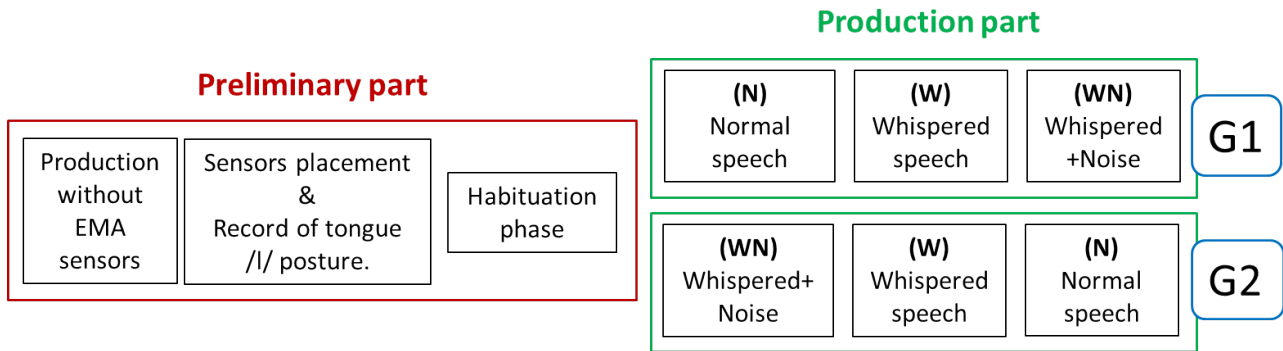 Preliminary part
Production
without
EMA
sensors
Sensors placement
&
Record of tongue
/l/ posture.
Habituation
phase
Production part
(N)
Normal
speech
(W)
Whispered
speech
(WN)
Whispered
+Noise
G1
(WN)
Whispered+
Noise
(W)
Whispered
speech
(N)
Normal
speech
G2